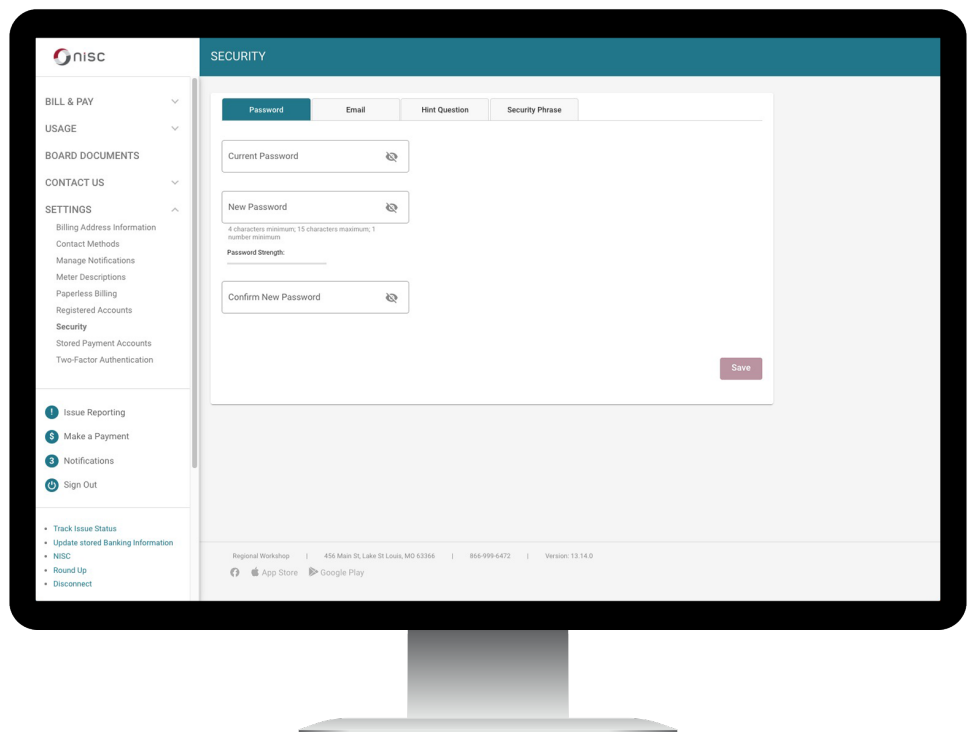 nisc
SECURITY
BILL & PAY
USAGE
BOARD DOCUMENTS
CONTACT US
SETTINGS
Billing Address Information
Contact Methods
Manage Notifications
Meter Descriptions
Paperless Billing
Registered Accounts
Security
Stored Payment Accounts
Two-Factor Authentication
! Issue Reporting
$ Make a Payment
3 Notifications
Sign Out
• Track Issue Status
• Update stored Banking Information
• NISC
• Round Up
• Disconnect
Password Email Hint Question Security Phrase
Current Password
New Password
4 characters minimum; 15 characters maximum; 1
number minimum
Password Strength:
Confirm New Password
Save
Regional Workshop | 456 Main St, Lake St Louis, MO 63366 | 866-999-6472 | Version: 13 14.0
App Store Google Play